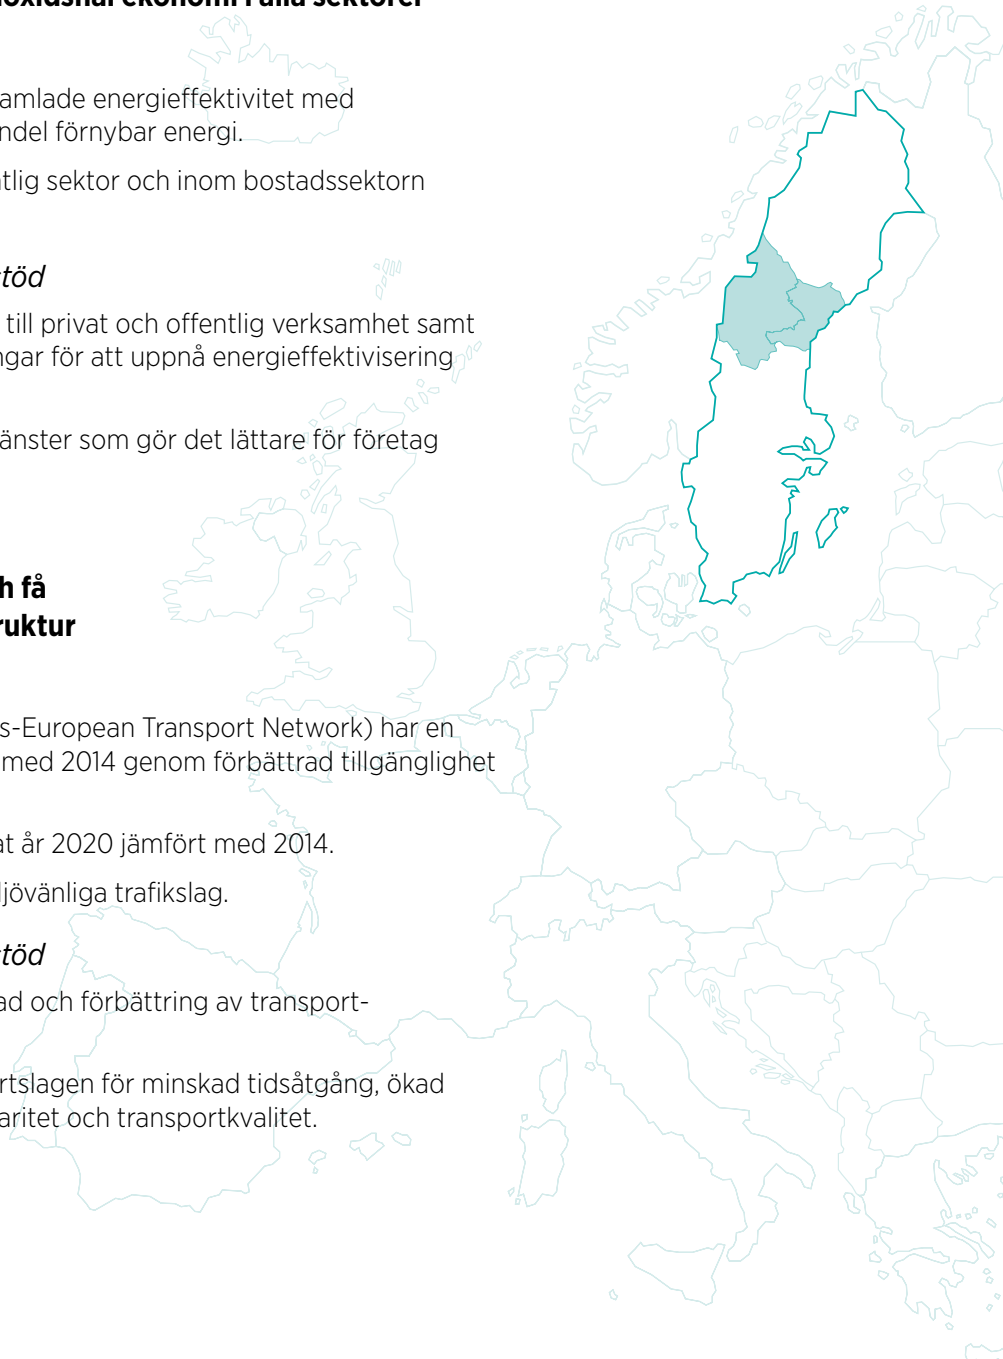 amlade energieffektivitet med
ndel förnybar energi.
tlig sektor och inom bostadssektorn
töd
till privat och offentlig verksamhet samt
ngar för att uppnå energieffektivisering
änster som gör det lättare för företag
h få
ruktur
s-European Transport Network) har en
med 2014 genom förbättrad tillgänglighet
at år 2020 jämfört med 2014.
ljövänliga trafikslag.
töd
ad och förbättring av transport-
rtslagen för minskad tidsåtgång, ökad
aritet och transportkvalitet.